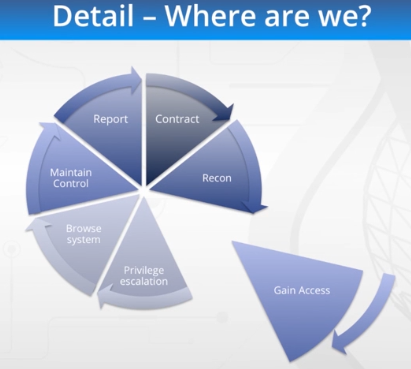 Detail – Where are we?
Report
Contract
Maintain
Control
Recon
Browse
system
Privilege
escalation
Gain Access